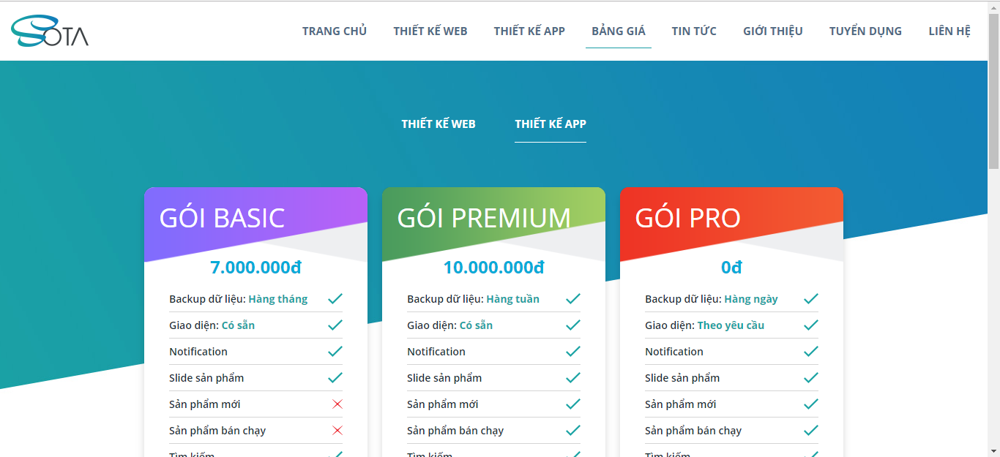 SOTA
TRANG CHỦ THIẾT KẾ WEB THIẾT KẾ APP BẢNG GIÁ TIN TỨC GIỚI THIỆU TUYỂN DỤNG LIÊN HỆ
THIẾT KẾ WEB THIẾT KẾ APP
GÓI BASIC
7.000.000đ
Backup dữ liệu: Hàng tháng
Giao diện: Có sẵn
Notification
Slide sản phẩm
Sản phẩm mới
Sản phẩm bán chạy
Tìm kiếm
GÓI PREMIUM
10.000.000đ
Backup dữ liệu: Hàng tuần
Giao diện: Có sẵn
Notification
Slide sản phẩm
Sản phẩm mới
Sản phẩm bán chạy
Tìm kiếm
GÓI PRO
0đ
Backup dữ liệu: Hàng ngày
Giao diện: Theo yêu cầu
Notification
Slide sản phẩm
Sản phẩm mới
Sản phẩm bán chạy
Tìm kiếm